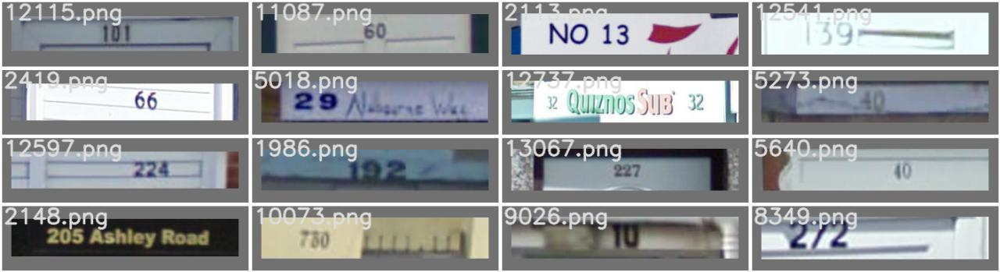 12115.png 11087.png 2113.png 12541.png
101 60 NO 13 139
2419.png 5018.png 12737.png 5273.png
66 29 32 QUIZNOS SUB 32 40
12597.png 1986.png 13067.png 5640.png
224 192 227 40
2148.png 10073.png 9026.png 8349.png
205 Ashley Road 750 10 272